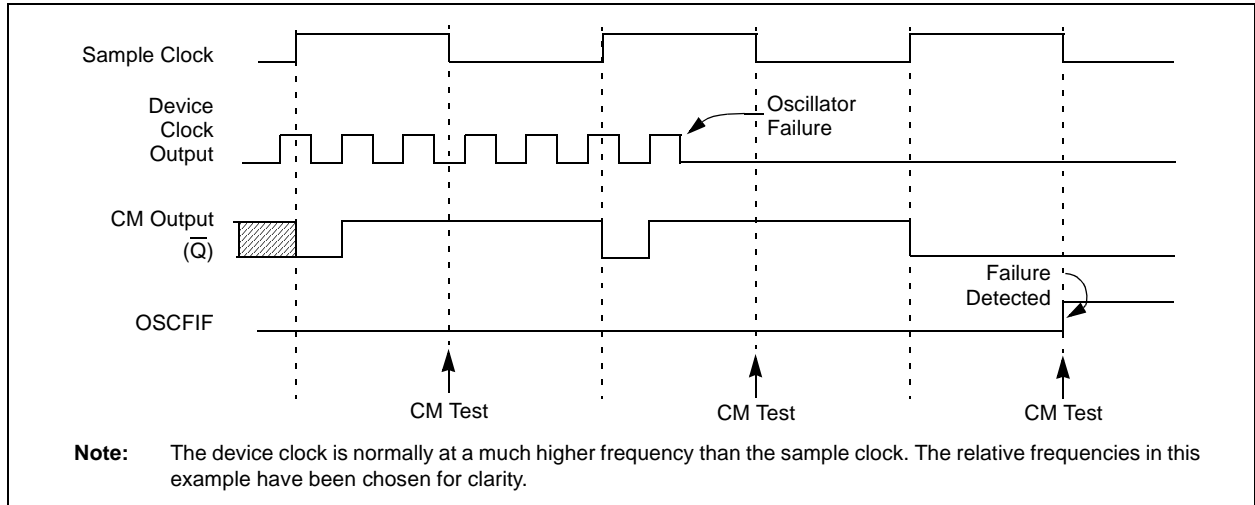 Sample Clock
Device
Clock
Output
Oscillator
Failure
CM Output
(Q̅)
Failure
Detected
OSCFIF
CM Test
CM Test
CM Test
Note: The device clock is normally at a much higher frequency than the sample clock. The relative frequencies in this
example have been chosen for clarity.